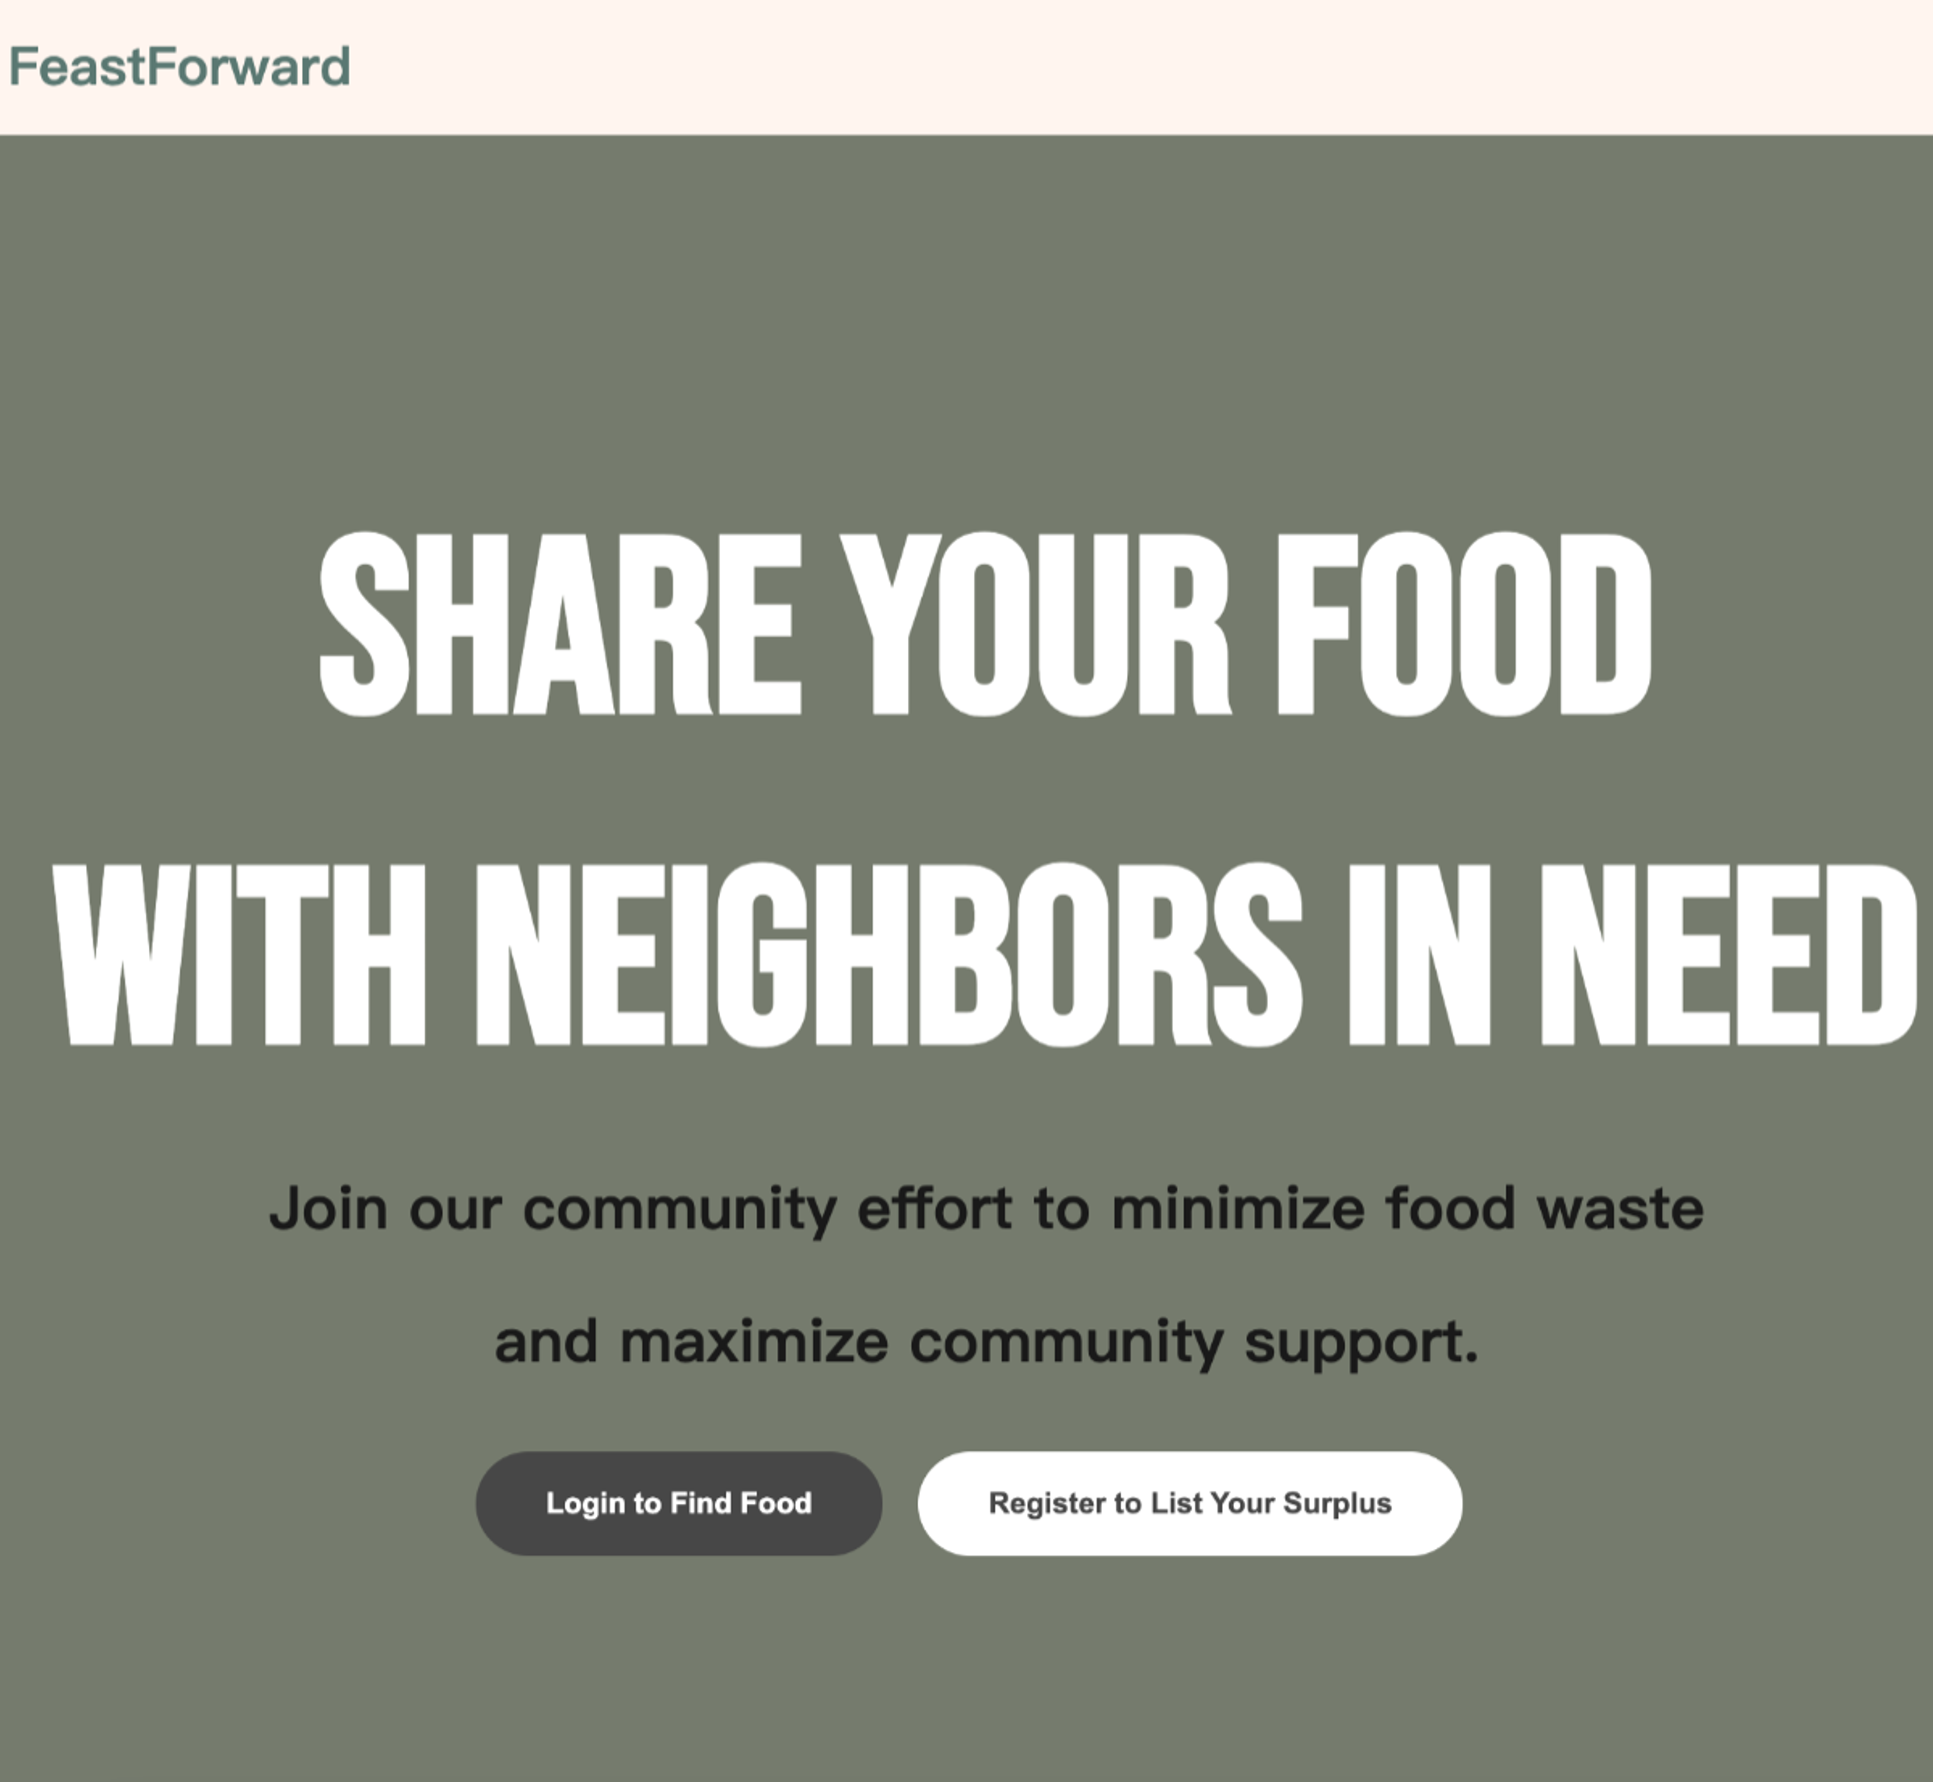 FeastForward
SHARE YOUR FOOD
WITH NEIGHBORS IN NEED
Join our community effort to minimize food waste
and maximize community support.
Login to Find Food
Register to List Your Surplus